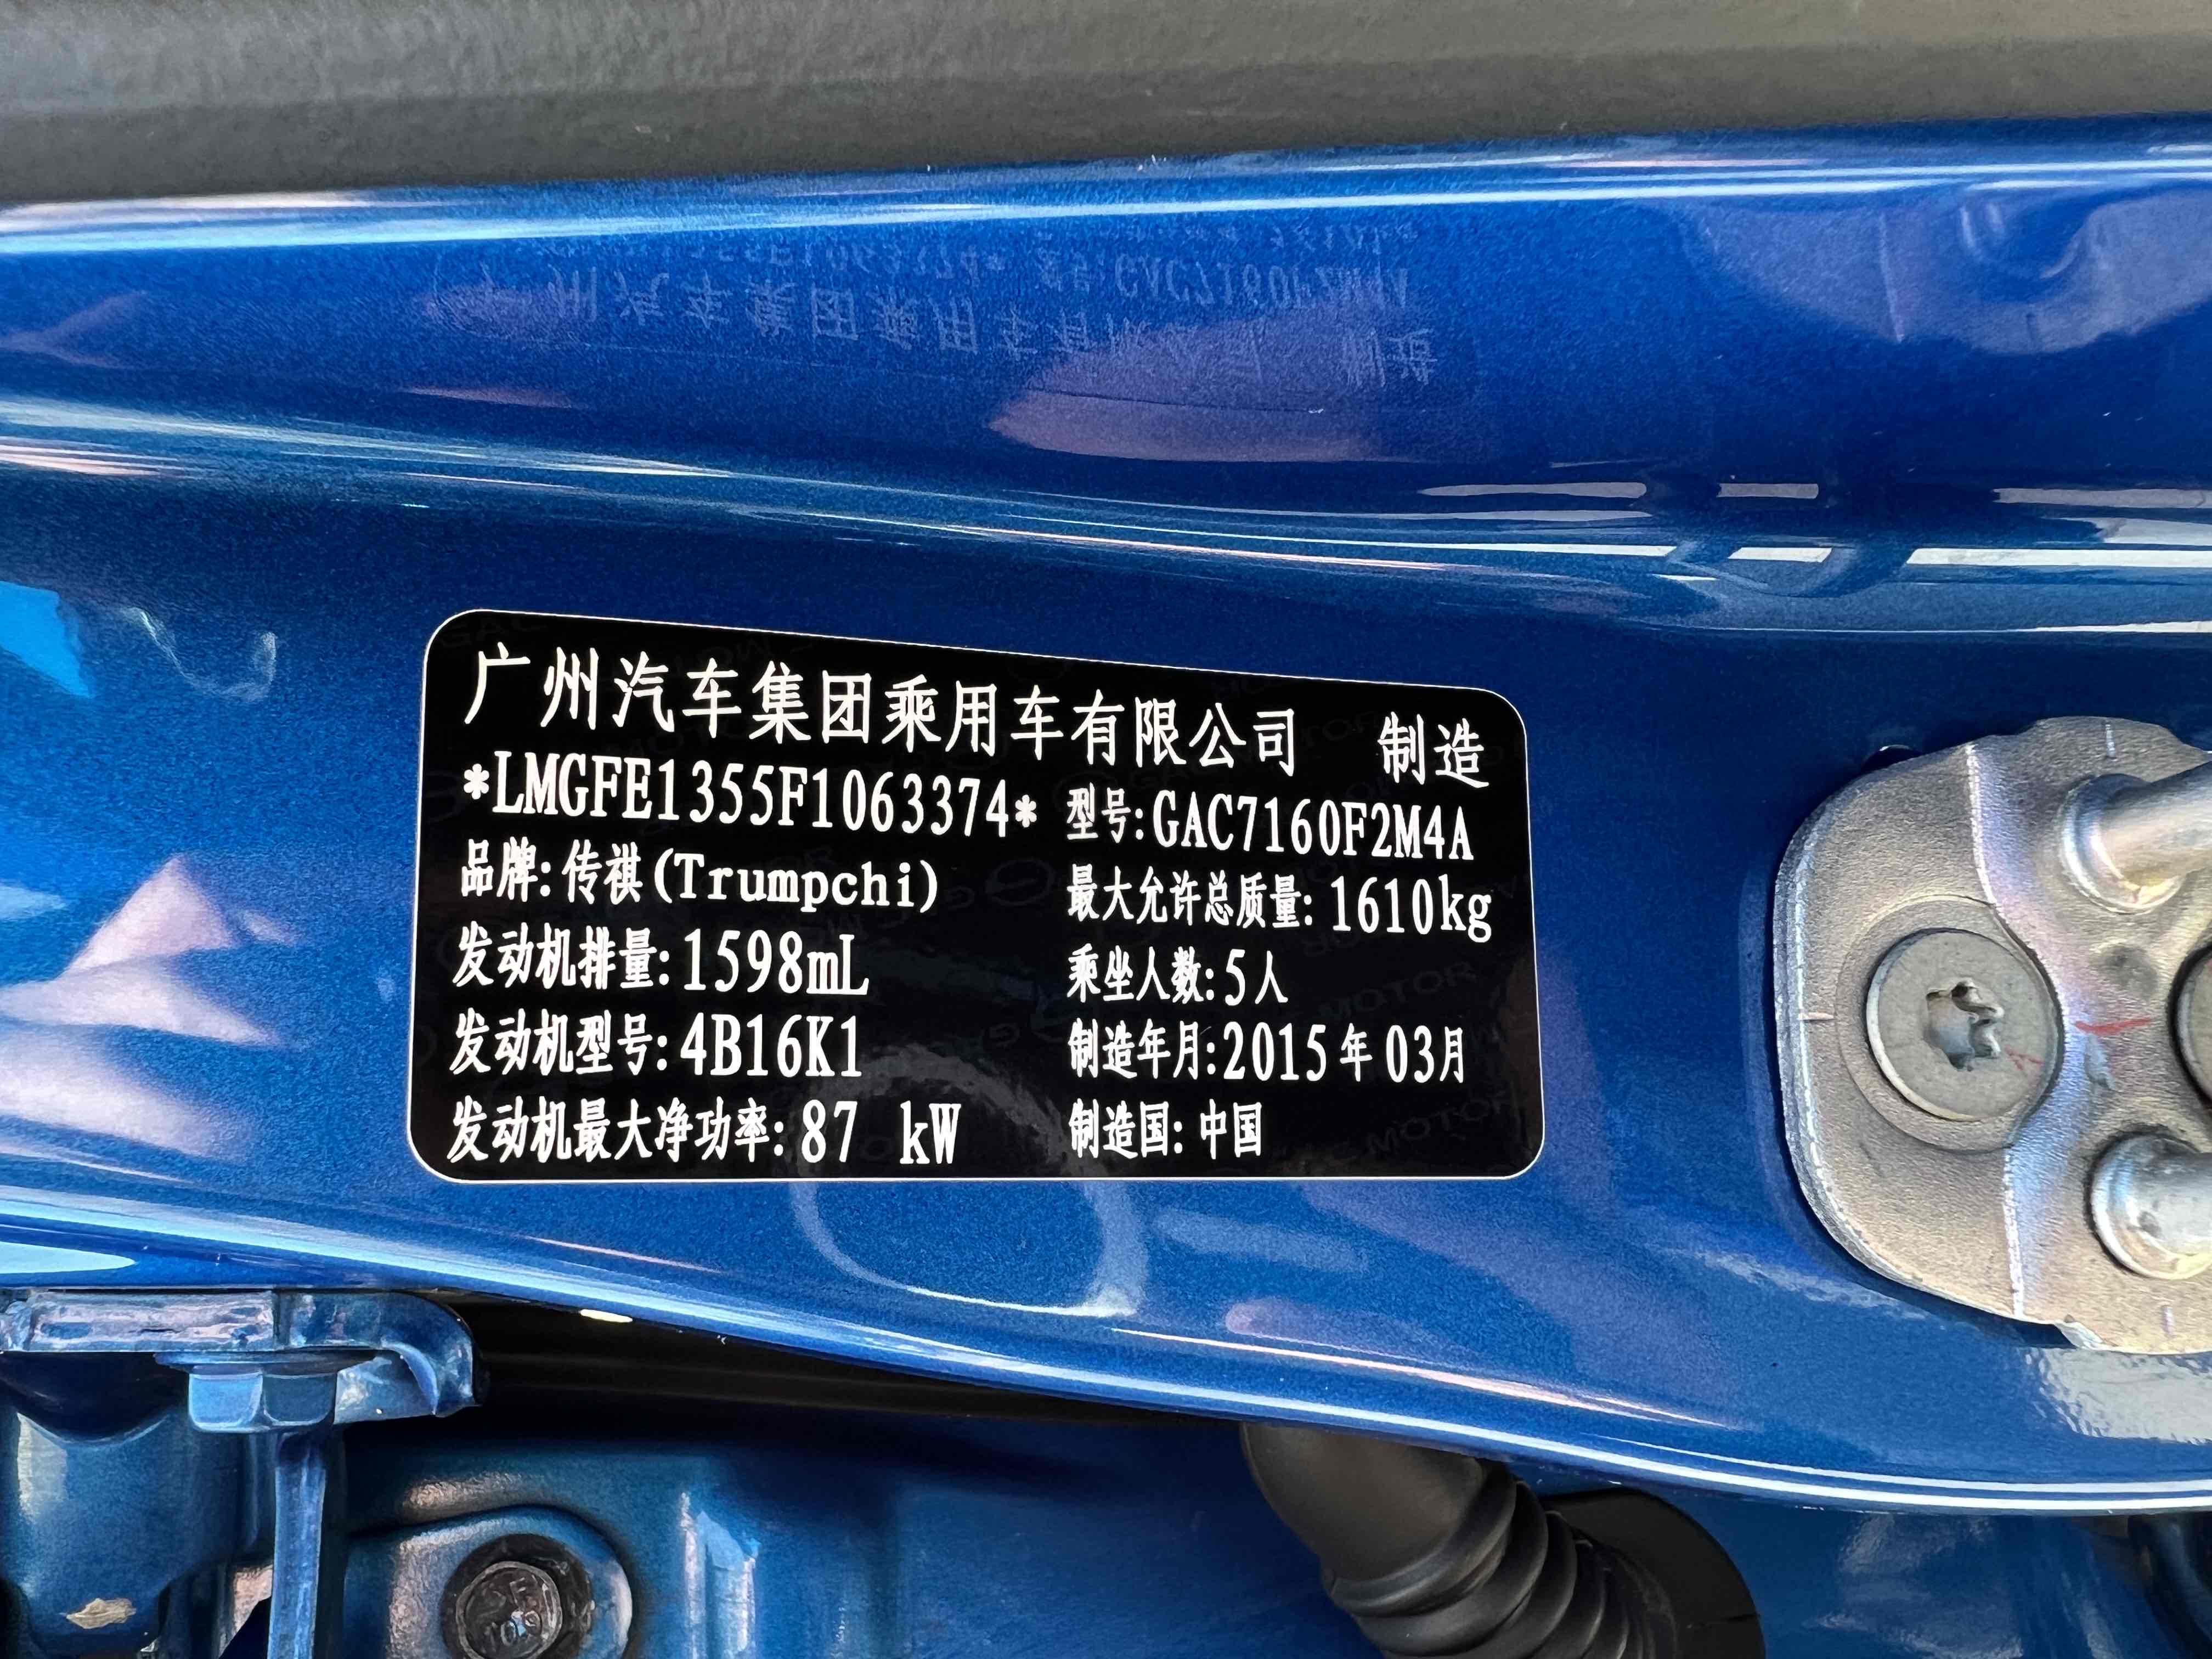 广州汽车集团乘用车有限公司 制造
*LMGFE1355F1063374* 型号:GAC7160F2M4A
品牌:传祺(Trumpchi) 最大允许总质量:1610kg
发动机排量:1598mL 乘坐人数:5人
发动机型号:4B16K1 制造年月:2015年03月
发动机最大净功率:87 kW 制造国:中国